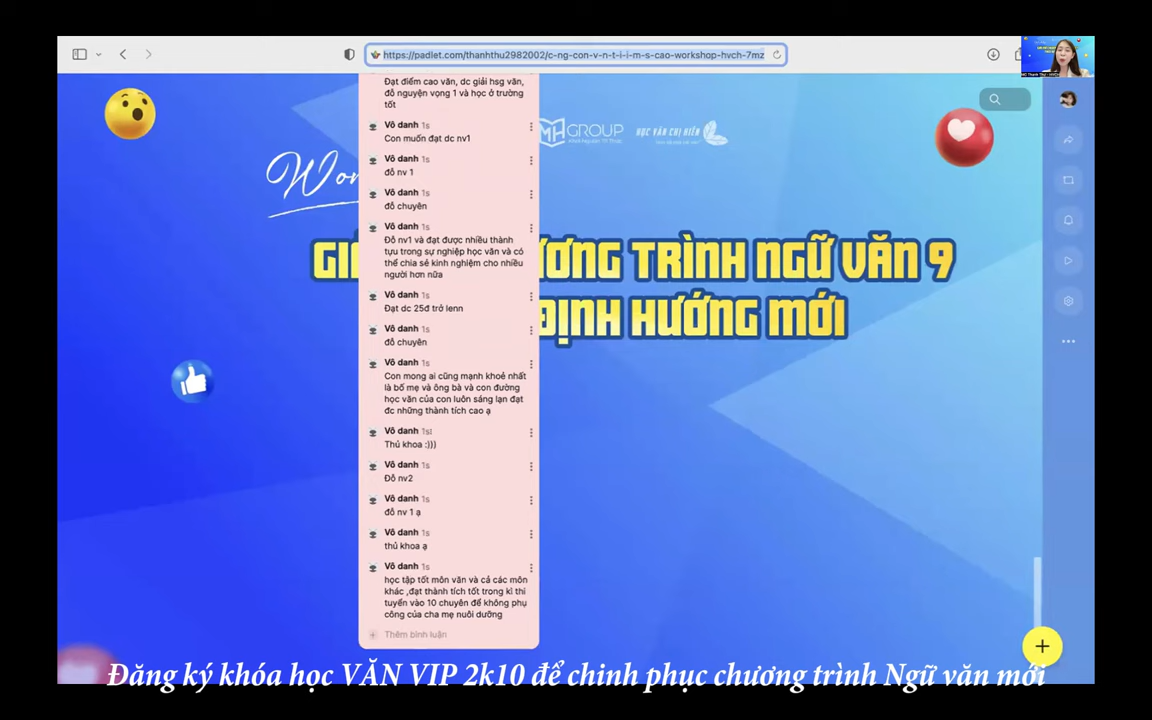 https://padlet.com/thanhthu2982002/c-ng-con-v-n-t-i-i-m-s-cao-workshop-hvch-7mz
Đạt điểm cao văn, dc giải hsg văn,
đỗ nguyện vọng 1 và học ở trường
tốt
Vô danh 1s
Con muốn đạt dc nv1
Vô danh 1s
đỗ nv 1
Vô danh 1s
đỗ chuyên
Vô danh 1s
Đỗ nv1 và đạt được nhiều thành
tựu trong sự nghiệp học văn và có
thể chia sẻ kinh nghiệm cho nhiều
người hơn nữa
Vô danh 1s
Đạt dc 25đ trở lenn
Vô danh 1s
đỗ chuyên
Vô danh 1s
Con mong ai cũng mạnh khoẻ nhất
là bố mẹ và ông bà và con đường
học văn của con luôn sáng lạn đạt
đc những thành tích cao ạ
Vô danh 1s
Thủ khoa :)))
Vô danh 1s
Đỗ nv2
Vô danh 1s
đỗ nv 1 ạ
Vô danh 1s
thủ khoa ạ
Vô danh 1s
học tập tốt môn văn và cả các môn
khác ,đạt thành tích tốt trong kì thi
tuyển vào 10 chuyên để không phụ
công của cha mẹ nuôi dưỡng
Thêm bình luận
MH GROUP
HỌC VĂN CHỊ HIÊN
Wor
GIẢ ƯƠNG TRÌNH NGỮ VĂN 9
ĐỊNH HƯỚNG MỚI
Đăng ký khóa học VĂN VIP 2k10 để chinh phục chương trình Ngữ văn mới